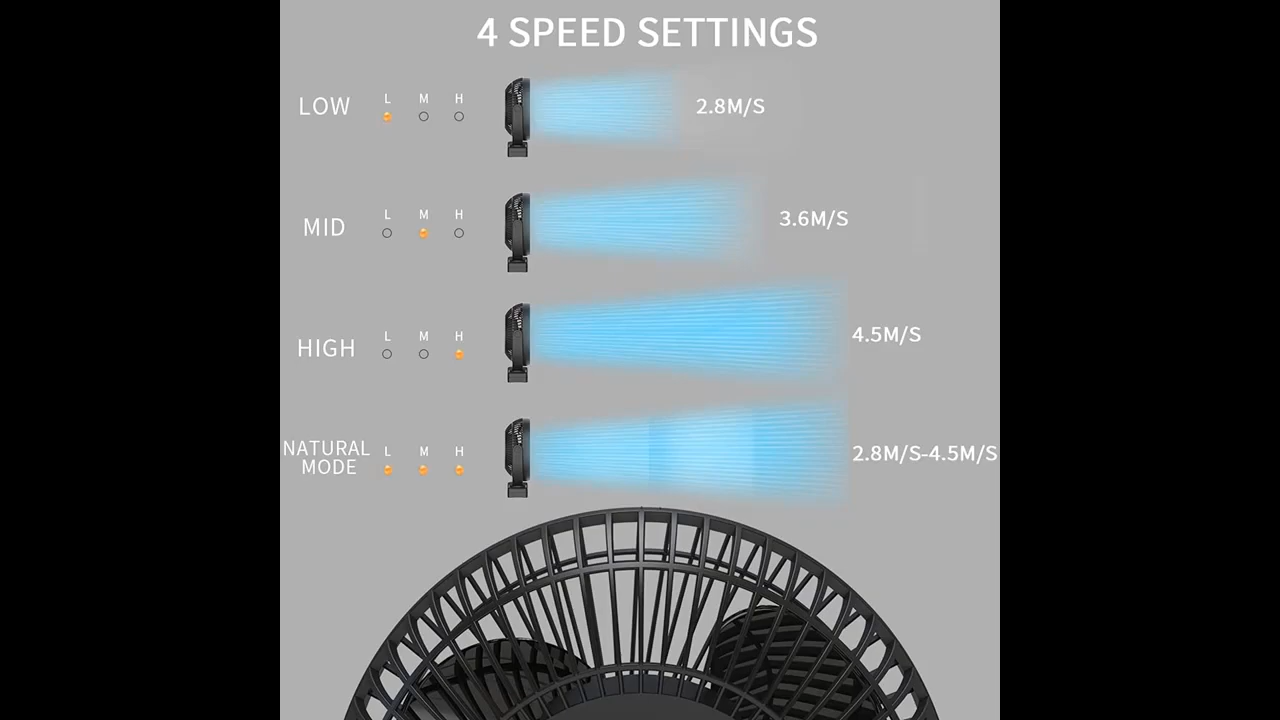 4 SPEED SETTINGS
LOW
L M H
2.8M/S
MID
L M H
3.6M/S
HIGH
L M H
4.5M/S
NATURAL
MODE
L M H
2.8M/S-4.5M/S